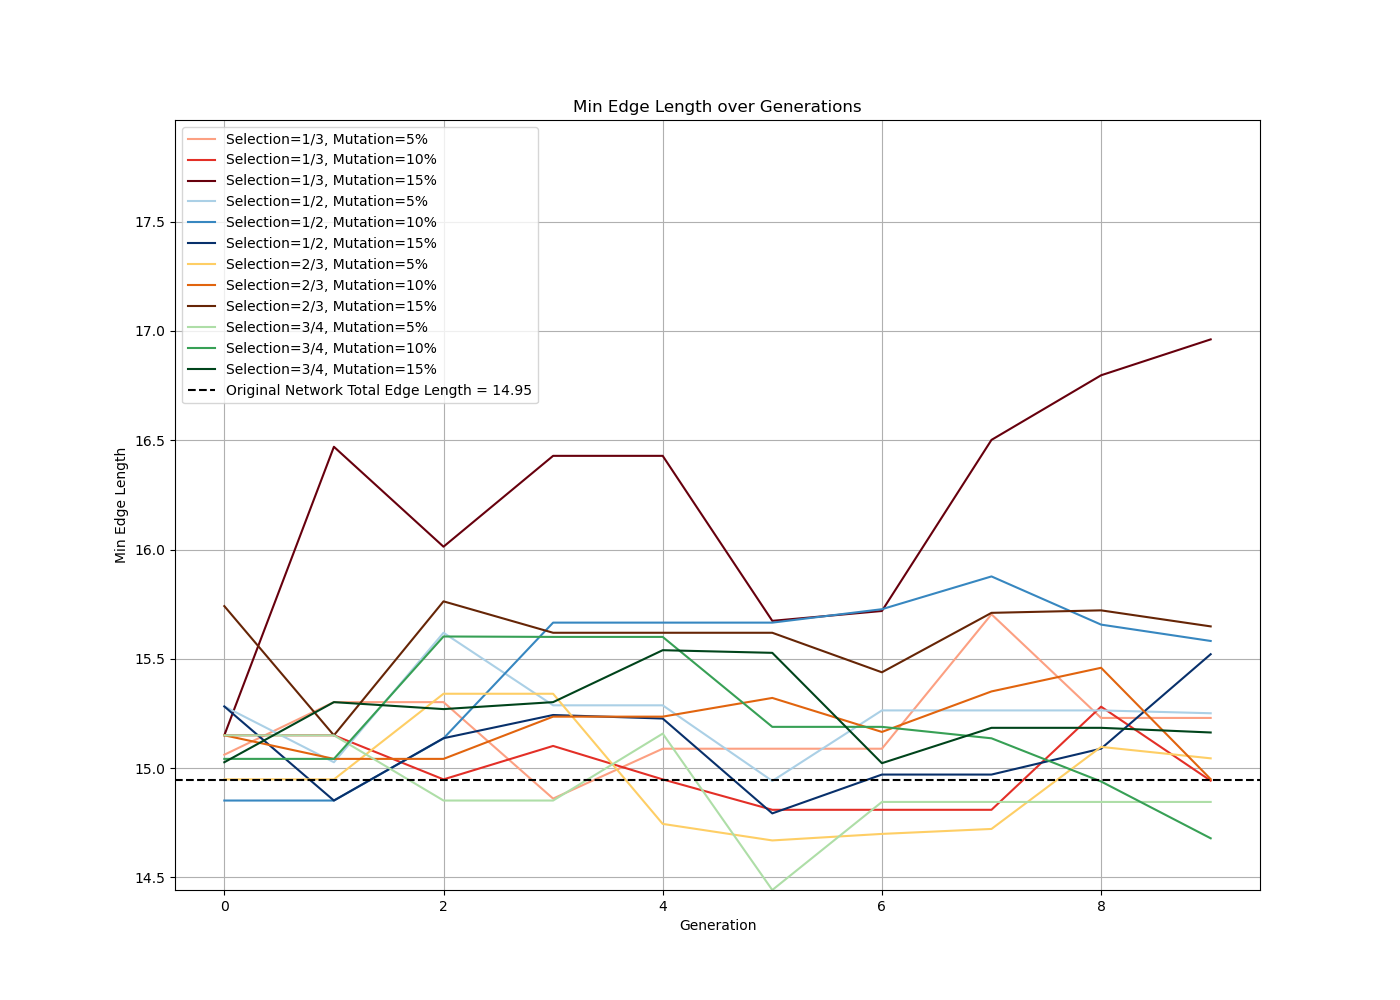 Min Edge Length over Generations
Selection=1/3, Mutation=5%
Selection=1/3, Mutation=10%
Selection=1/3, Mutation=15%
Selection=1/2, Mutation=5%
Selection=1/2, Mutation=10%
Selection=1/2, Mutation=15%
Selection=2/3, Mutation=5%
Selection=2/3, Mutation=10%
Selection=2/3, Mutation=15%
Selection=3/4, Mutation=5%
Selection=3/4, Mutation=10%
Selection=3/4, Mutation=15%
Original Network Total Edge Length = 14.95
17.5
17.0
16.5
16.0
15.5
15.0
14.5
Min Edge Length
0 2 4 6 8
Generation